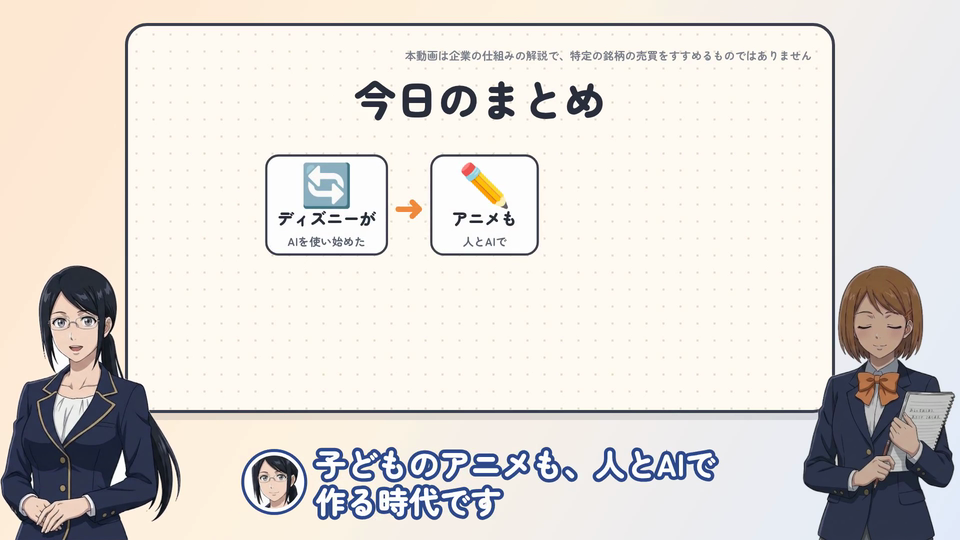 本動画は企業の仕組みの解説で、特定の銘柄の売買をすすめるものではありません
今日のまとめ
ディズニーが
AIを使い始めた
アニメも
人とAIで
子どものアニメも、人とAIで
作る時代です